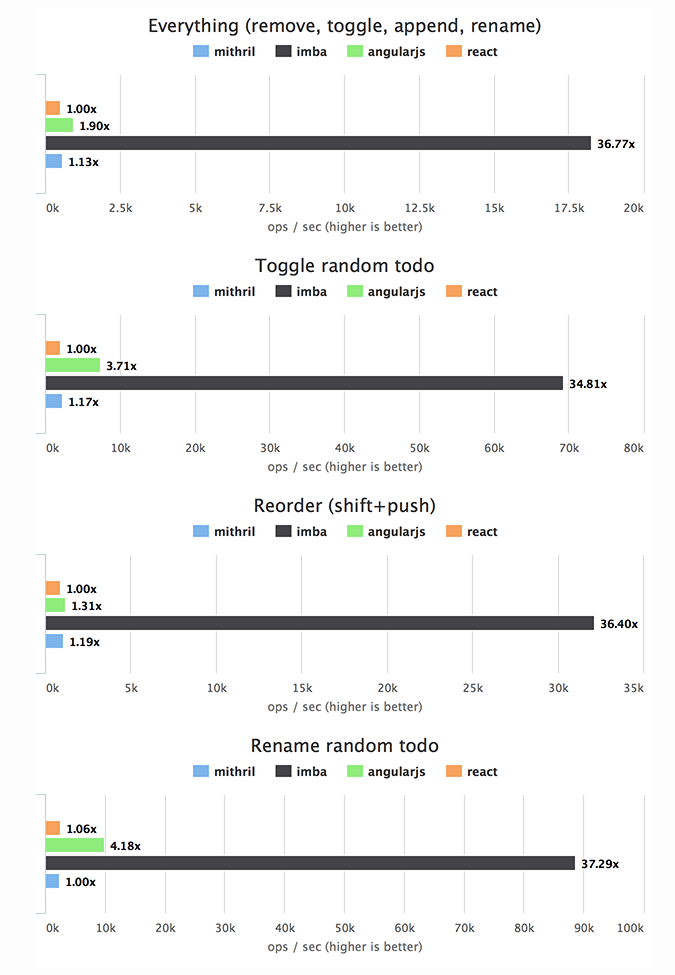 Everything (remove, toggle, append, rename)
mithril imba angularjs react
1.00x
1.90x
36.77x
1.13x
0k 2.5k 5k 7.5k 10k 12.5k 15k 17.5k 20k
ops / sec (higher is better)
Toggle random todo
mithril imba angularjs react
1.00x
3.71x
34.81x
1.17x
0k 10k 20k 30k 40k 50k 60k 70k 80k
ops / sec (higher is better)
Reorder (shift+push)
mithril imba angularjs react
1.00x
1.31x
36.40x
1.19x
0k 5k 10k 15k 20k 25k 30k 35k
ops / sec (higher is better)
Rename random todo
mithril imba angularjs react
1.06x
4.18x
37.29x
1.00x
0k 10k 20k 30k 40k 50k 60k 70k 80k 90k 100k
ops / sec (higher is better)